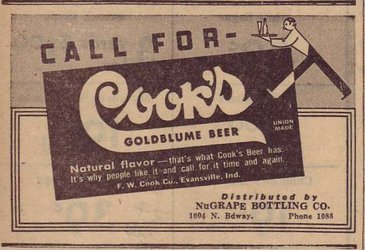 CALL FOR-
Cook's
GOLDBLUME BEER
UNION
MADE
Natural flavor — that's what Cook's Beer has.
It's why people like it and call for it time and again.
F. W. Cook Co., Evansville, Ind.
Distributed by
NuGRAPE BOTTLING CO.
1094 N. Bdway. Phone 1088